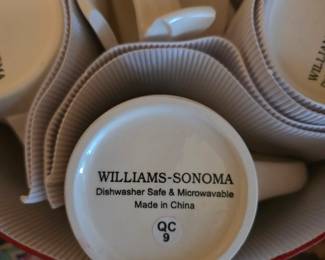 WILLIAMS-SONOMA
Dishwasher Safe & Microwavable
Made in China
QC
9